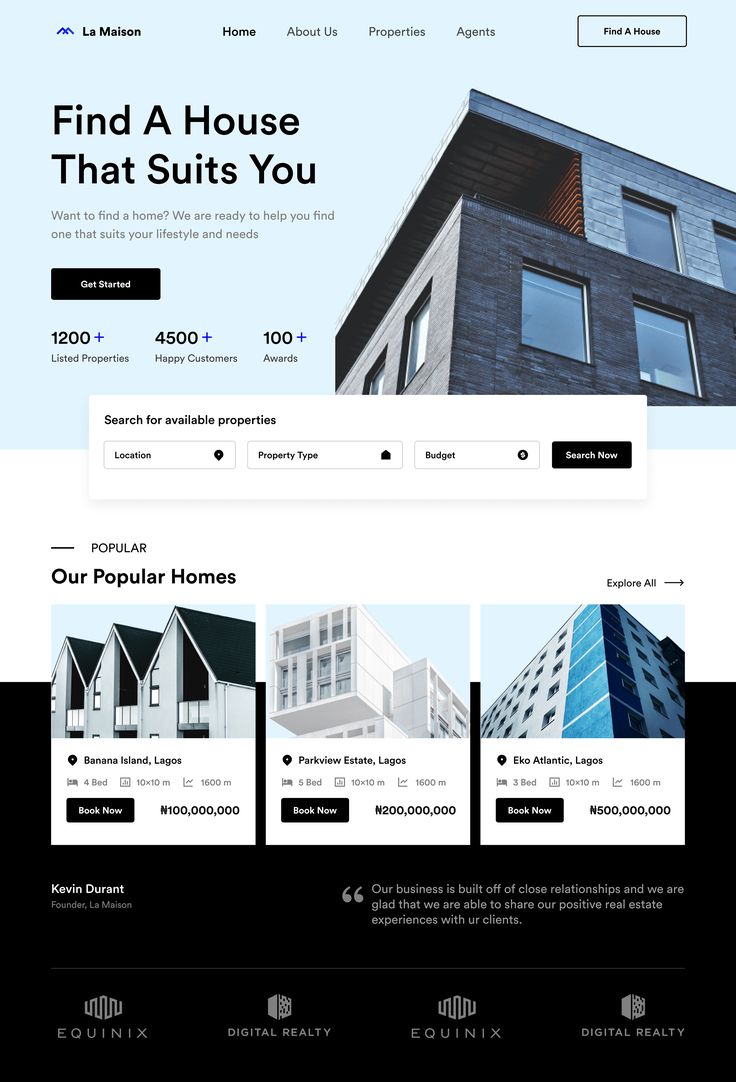 La Maison
Home
About Us
Properties
Agents
Find A House
Find A House
That Suits You
Want to find a home? We are ready to help you find
one that suits your lifestyle and needs
Get Started
1200 +
Listed Properties
4500 +
Happy Customers
100 +
Awards
Search for available properties
Location
Property Type
Budget
Search Now
POPULAR
Our Popular Homes
Explore All
Banana Island, Lagos
4 Bed
10×10 m
1600 m
Book Now
₦100,000,000
Parkview Estate, Lagos
5 Bed
10×10 m
1600 m
Book Now
₦200,000,000
Eko Atlantic, Lagos
3 Bed
10×10 m
1600 m
Book Now
₦500,000,000
Kevin Durant
Founder, La Maison
“
Our business is built off of close relationships and we are
glad that we are able to share our positive real estate
experiences with ur clients.
EQUINIX
DIGITAL REALTY
EQUINIX
DIGITAL REALTY